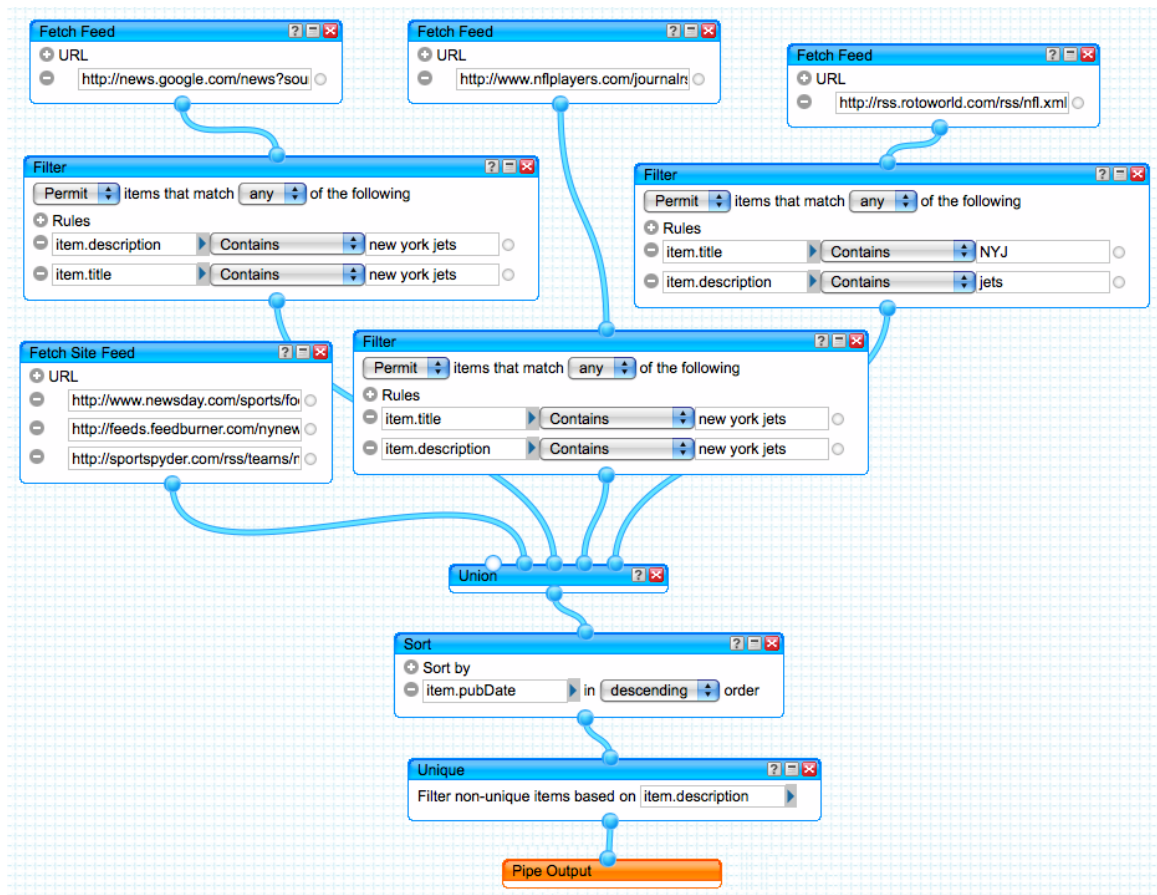 Fetch Feed
URL
http://news.google.com/news?sou
Fetch Feed
URL
http://www.nflplayers.com/journalrs
Fetch Feed
URL
http://rss.rotoworld.com/rss/nfl.xml
Filter
Permit items that match any of the following
Rules
item.description Contains new york jets
item.title Contains new york jets
Filter
Permit items that match any of the following
Rules
item.title Contains NYJ
item.description Contains jets
Fetch Site Feed
URL
http://www.newsday.com/sports/fo
http://feeds.feedburner.com/nynew
http://sportspyder.com/rss/teams/n
Filter
Permit items that match any of the following
Rules
item.title Contains new york jets
item.description Contains new york jets
Union
Sort
Sort by
item.pubDate in descending order
Unique
Filter non-unique items based on item.description
Pipe Output